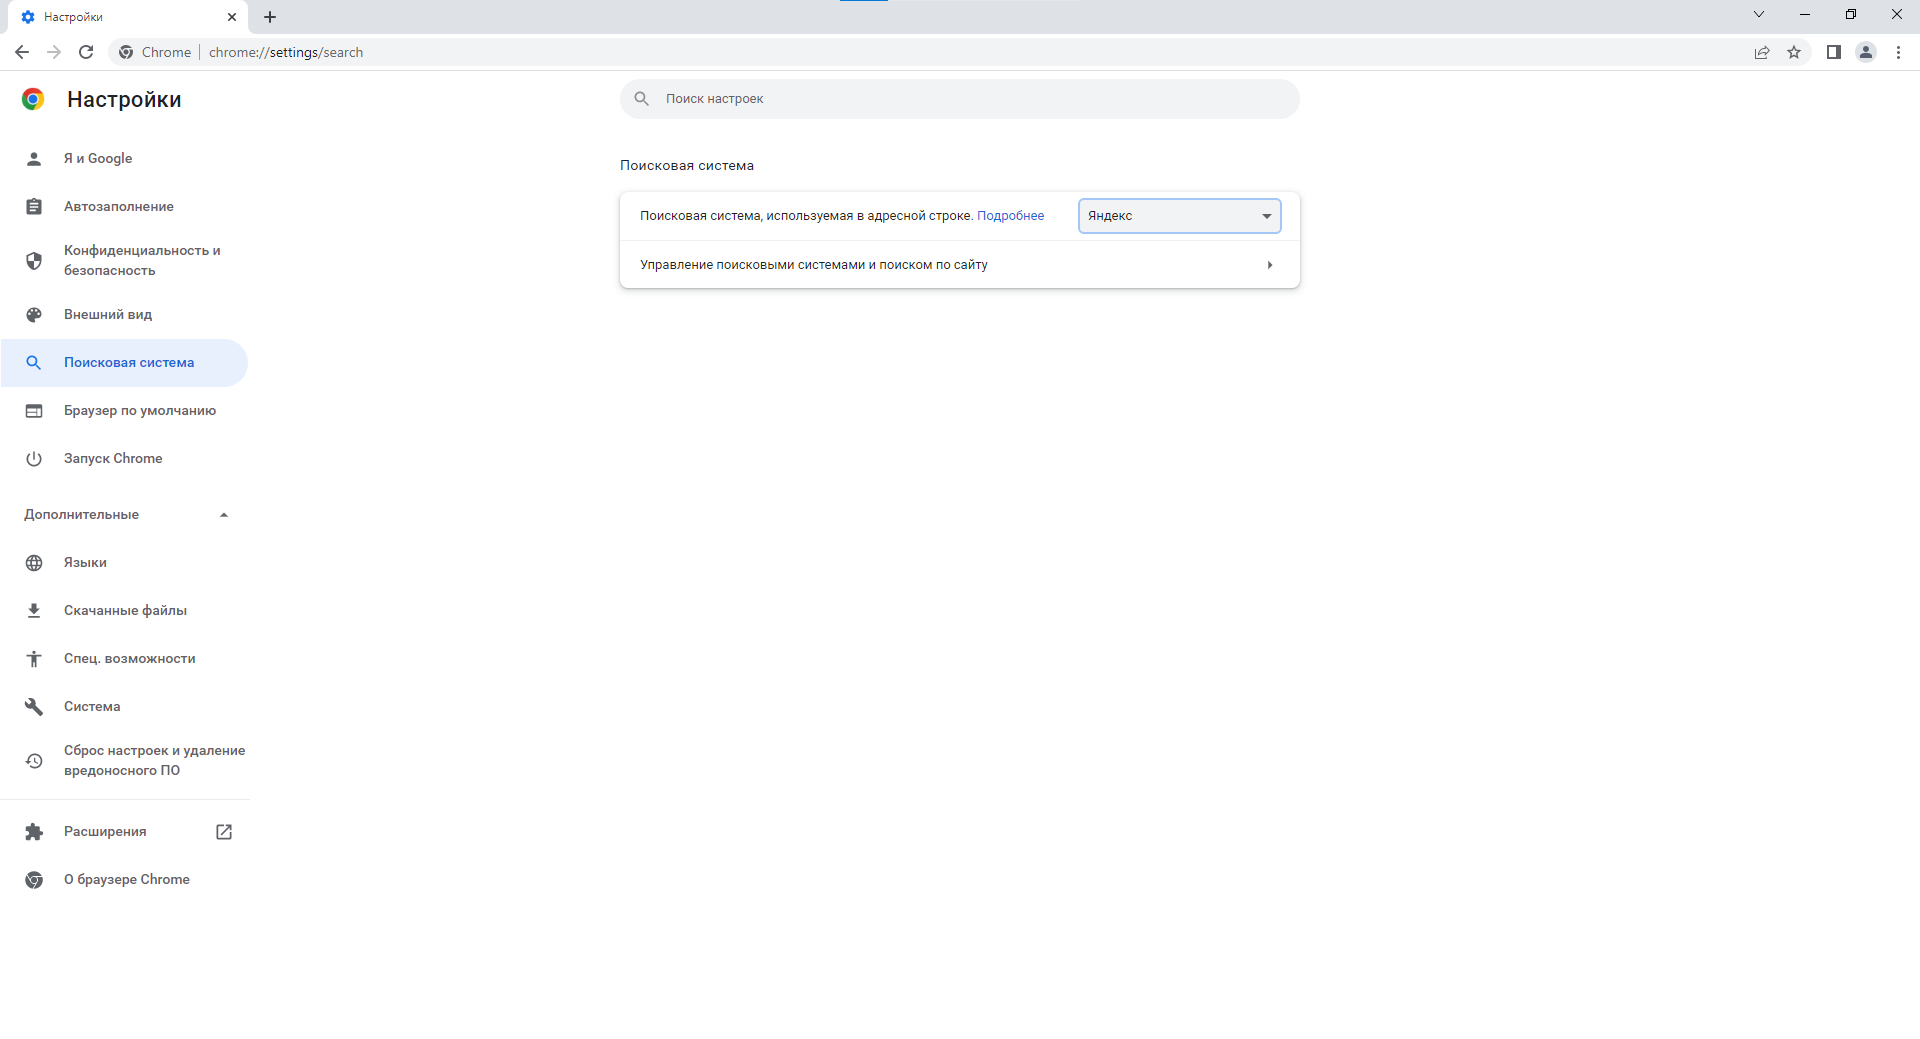 Настройки
Chrome chrome://settings/search
Настройки
Поиск настроек
Я и Google
Автозаполнение
Конфиденциальность и
безопасность
Внешний вид
Поисковая система
Браузер по умолчанию
Запуск Chrome
Дополнительные
Языки
Скачанные файлы
Спец. возможности
Система
Сброс настроек и удаление
вредоносного ПО
Расширения
О браузере Chrome
Поисковая система
Поисковая система, используемая в адресной строке. Подробнее Яндекс
Управление поисковыми системами и поиском по сайту